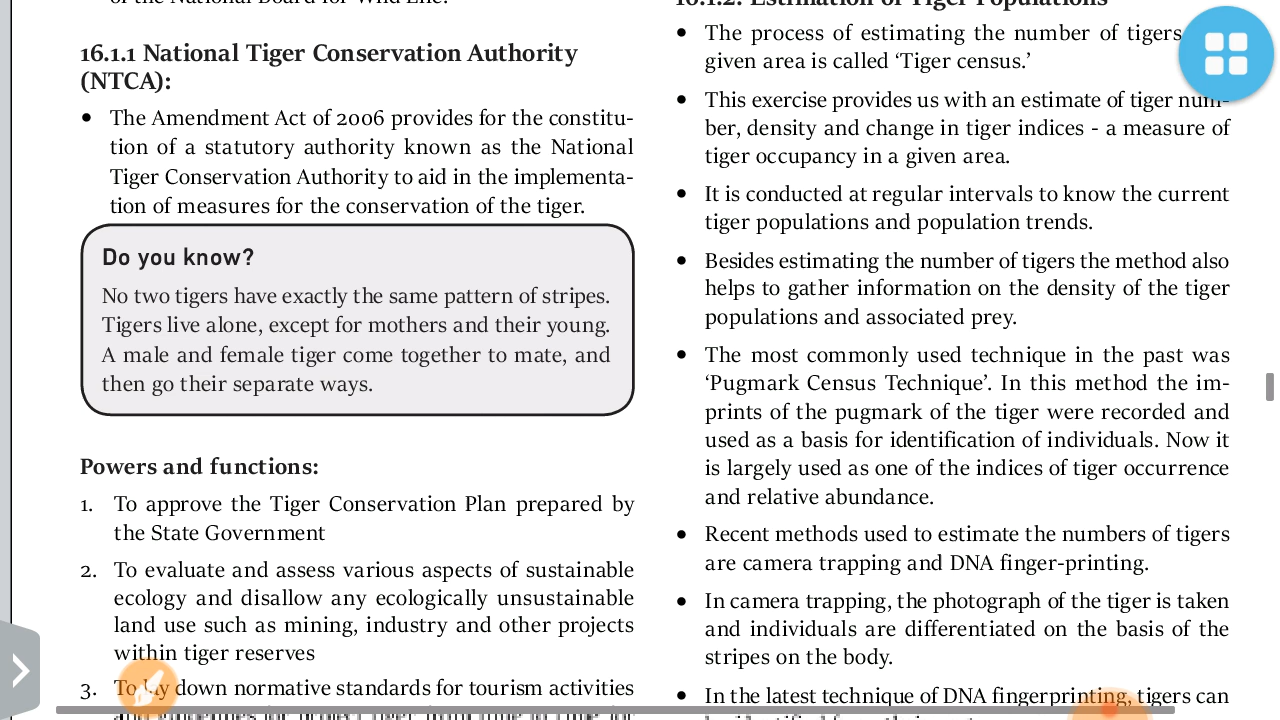 of the National Board for Wild Life.
16.1.1 National Tiger Conservation Authority
(NTCA):
• The Amendment Act of 2006 provides for the constitu-
tion of a statutory authority known as the National
Tiger Conservation Authority to aid in the implementa-
tion of measures for the conservation of the tiger.
Do you know?
No two tigers have exactly the same pattern of stripes.
Tigers live alone, except for mothers and their young.
A male and female tiger come together to mate, and
then go their separate ways.
Powers and functions:
1. To approve the Tiger Conservation Plan prepared by
the State Government
2. To evaluate and assess various aspects of sustainable
ecology and disallow any ecologically unsustainable
land use such as mining, industry and other projects
within tiger reserves
3. To lay down normative standards for tourism activities
16.1.2. Estimation of Tiger Populations
• The process of estimating the number of tigers
given area is called ‘Tiger census.’
• This exercise provides us with an estimate of tiger num-
ber, density and change in tiger indices - a measure of
tiger occupancy in a given area.
• It is conducted at regular intervals to know the current
tiger populations and population trends.
• Besides estimating the number of tigers the method also
helps to gather information on the density of the tiger
populations and associated prey.
• The most commonly used technique in the past was
‘Pugmark Census Technique’. In this method the im-
prints of the pugmark of the tiger were recorded and
used as a basis for identification of individuals. Now it
is largely used as one of the indices of tiger occurrence
and relative abundance.
• Recent methods used to estimate the numbers of tigers
are camera trapping and DNA finger-printing.
• In camera trapping, the photograph of the tiger is taken
and individuals are differentiated on the basis of the
stripes on the body.
• In the latest technique of DNA fingerprinting, tigers can